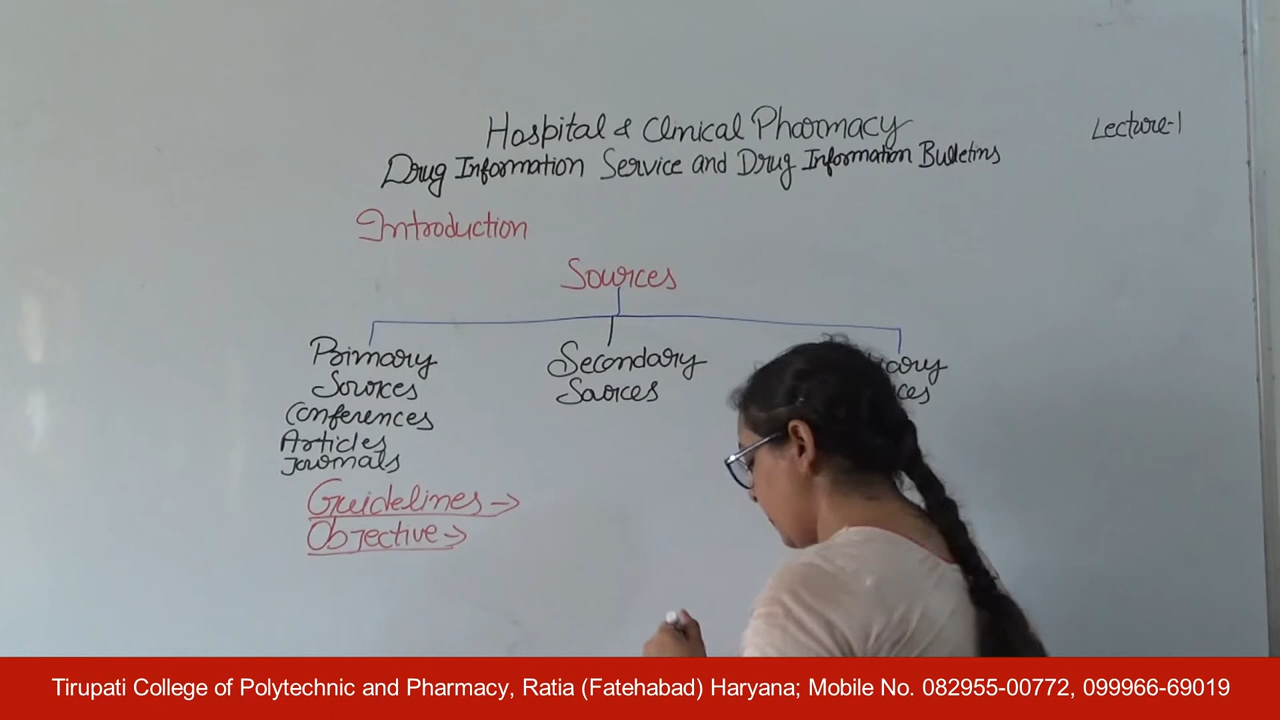 Hospital & Clinical Pharmacy
Lecture-1
Drug Information Service and Drug Information Bulletins
Introduction
Sources
Primary
Sources
Conferences
Articles
Journals
Secondary
Sources
Guidelines →
Objective →
Tirupati College of Polytechnic and Pharmacy, Ratia (Fatehabad) Haryana; Mobile No. 082955-00772, 099966-69019